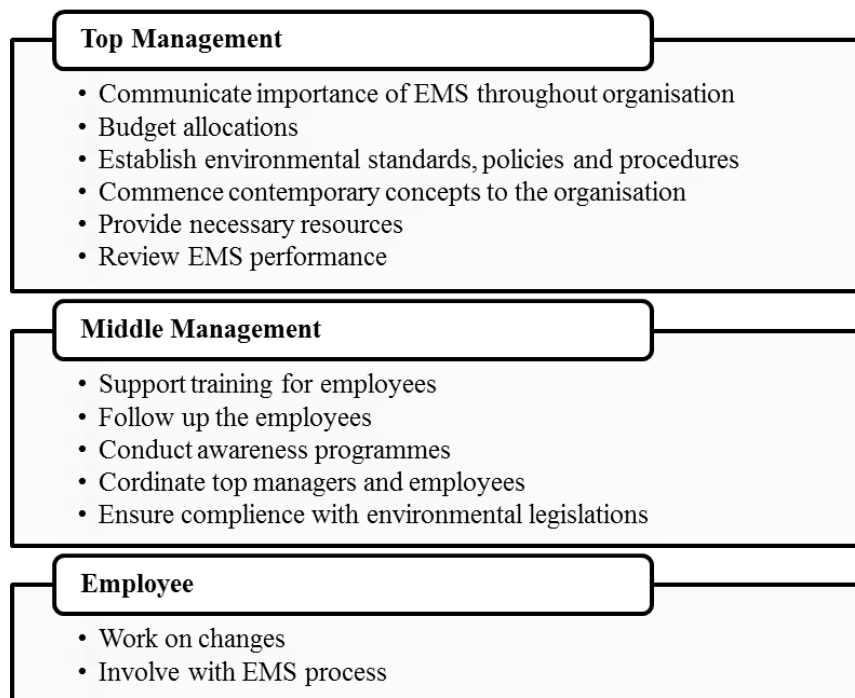 Top Management
• Communicate importance of EMS throughout organisation
• Budget allocations
• Establish environmental standards, policies and procedures
• Commence contemporary concepts to the organisation
• Provide necessary resources
• Review EMS performance
Middle Management
• Support training for employees
• Follow up the employees
• Conduct awareness programmes
• Cordinate top managers and employees
• Ensure complience with environmental legislations
Employee
• Work on changes
• Involve with EMS process